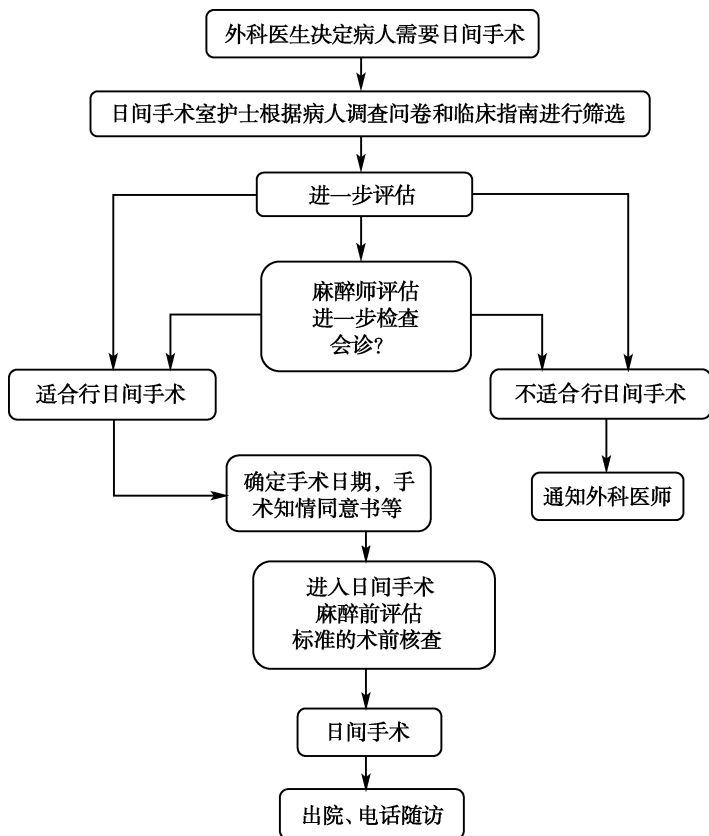 外科医生决定病人需要日间手术
日间手术室护士根据病人调查问卷和临床指南进行筛选
进一步评估
麻醉师评估
进一步检查
会诊?
适合行日间手术
不适合行日间手术
确定手术日期，手
术知情同意书等
通知外科医师
进入日间手术
麻醉前评估
标准的术前核查
日间手术
出院、电话随访